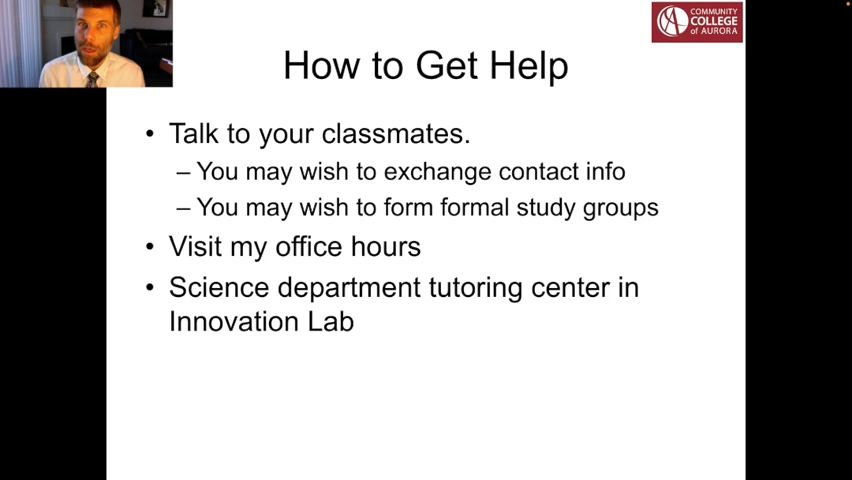 COMMUNITY
COLLEGE
of AURORA
How to Get Help
• Talk to your classmates.
– You may wish to exchange contact info
– You may wish to form formal study groups
• Visit my office hours
• Science department tutoring center in
Innovation Lab